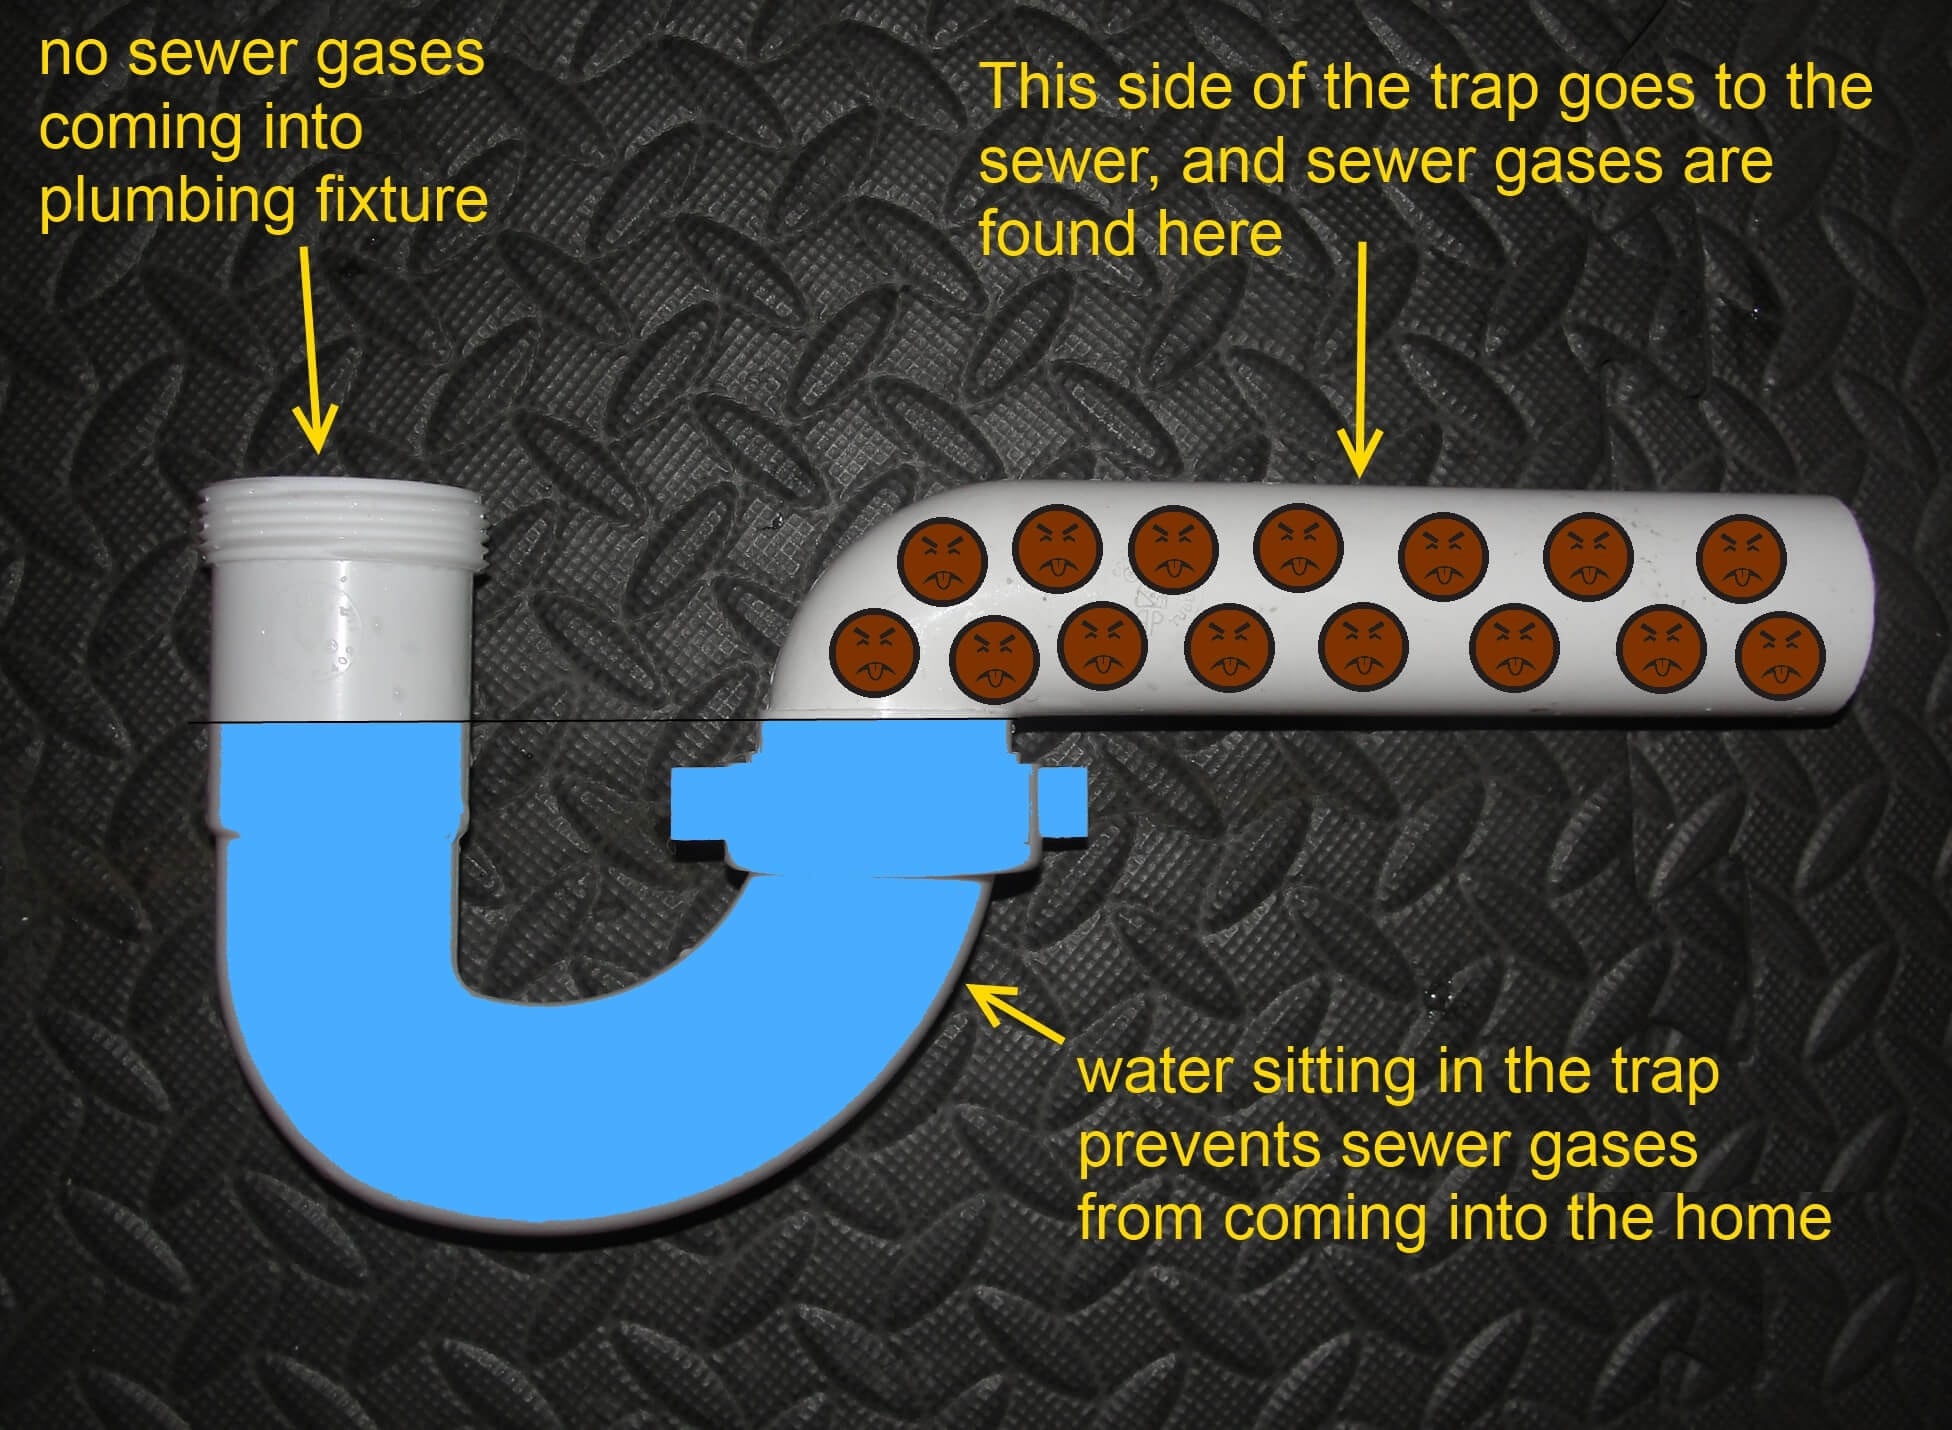 no sewer gases
coming into
plumbing fixture
This side of the trap goes to the
sewer, and sewer gases are
found here
water sitting in the trap
prevents sewer gases
from coming into the home